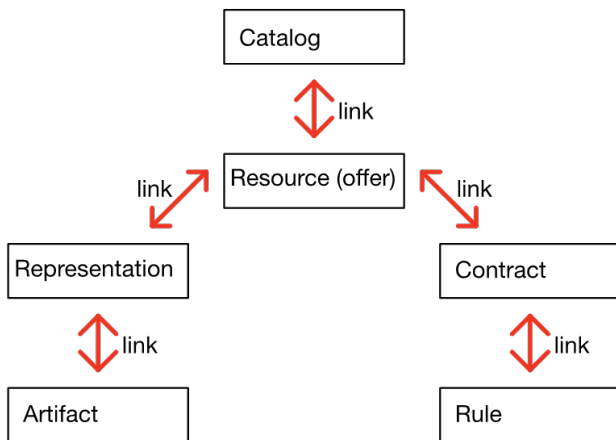 Catalog
link
Resource (offer)
link
link
Representation
Contract
link
link
Artifact
Rule